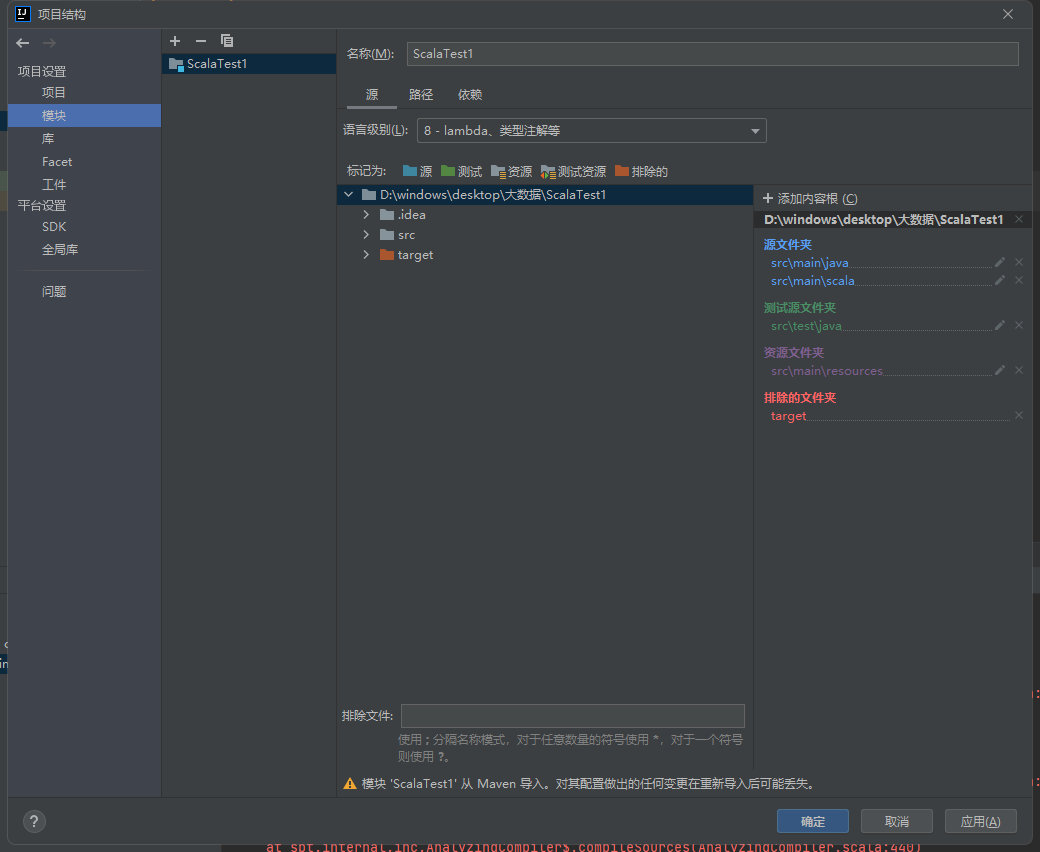 项目结构
项目设置
项目
模块
库
Facet
工件
平台设置
SDK
全局库
问题
ScalaTest1
名称(M):
ScalaTest1
源 路径 依赖
语言级别(L):
8 - lambda、类型注解等
标记为: 源 测试 资源 测试资源 排除的
D:\windows\desktop\大数据\ScalaTest1
.idea
src
target
添加内容根 (C)
D:\windows\desktop\大数据\ScalaTest1
源文件夹
src\main\java
src\main\scala
测试源文件夹
src\test\java
资源文件夹
src\main\resources
排除的文件夹
target
排除文件:
使用 ; 分隔名称模式，对于任意数量的符号使用 *，对于一个符号
则使用 ?。
模块 'ScalaTest1' 从 Maven 导入。对其配置做出的任何变更在重新导入后可能丢失。
?
确定 取消 应用(A)
at sbt.internal.inc.AnalyzingCompiler$.compileSources(AnalyzingCompiler.scala:440)